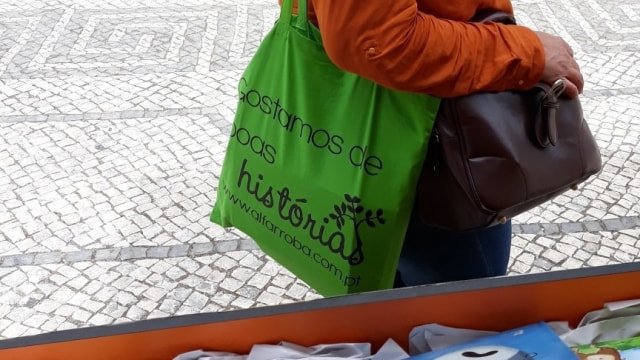 Gostamos de
boas
histórias
www.alfarroba.com.pt